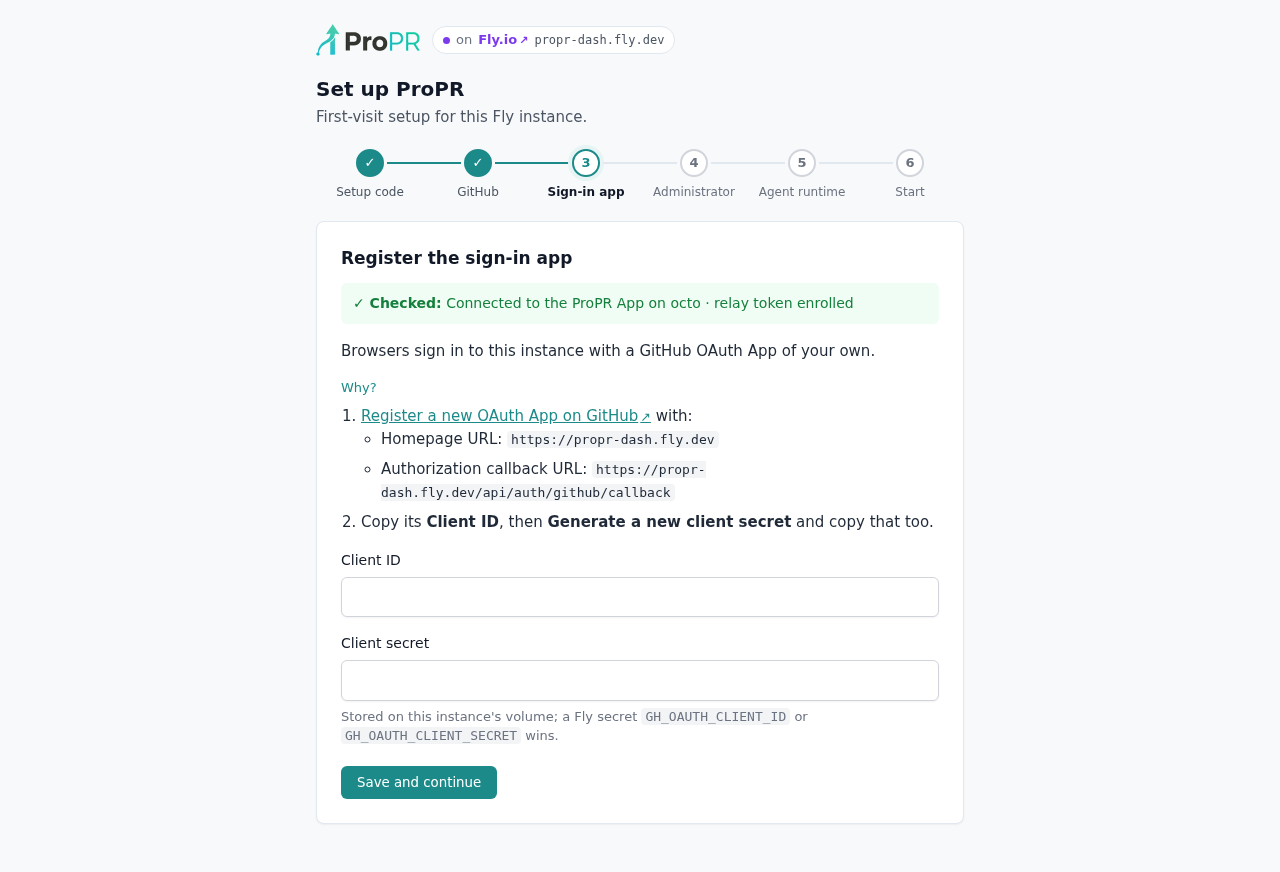 ProPR
on Fly.io↗ propr-dash.fly.dev
Set up ProPR
First-visit setup for this Fly instance.
✓ ✓ 3 4 5 6
Setup code GitHub Sign-in app Administrator Agent runtime Start
Register the sign-in app
✓ Checked: Connected to the ProPR App on octo · relay token enrolled
Browsers sign in to this instance with a GitHub OAuth App of your own.
Why?
1. Register a new OAuth App on GitHub↗ with:
Homepage URL: https://propr-dash.fly.dev
Authorization callback URL: https://propr-
dash.fly.dev/api/auth/github/callback
2. Copy its Client ID, then Generate a new client secret and copy that too.
Client ID
Client secret
Stored on this instance's volume; a Fly secret GH_OAUTH_CLIENT_ID or
GH_OAUTH_CLIENT_SECRET wins.
Save and continue